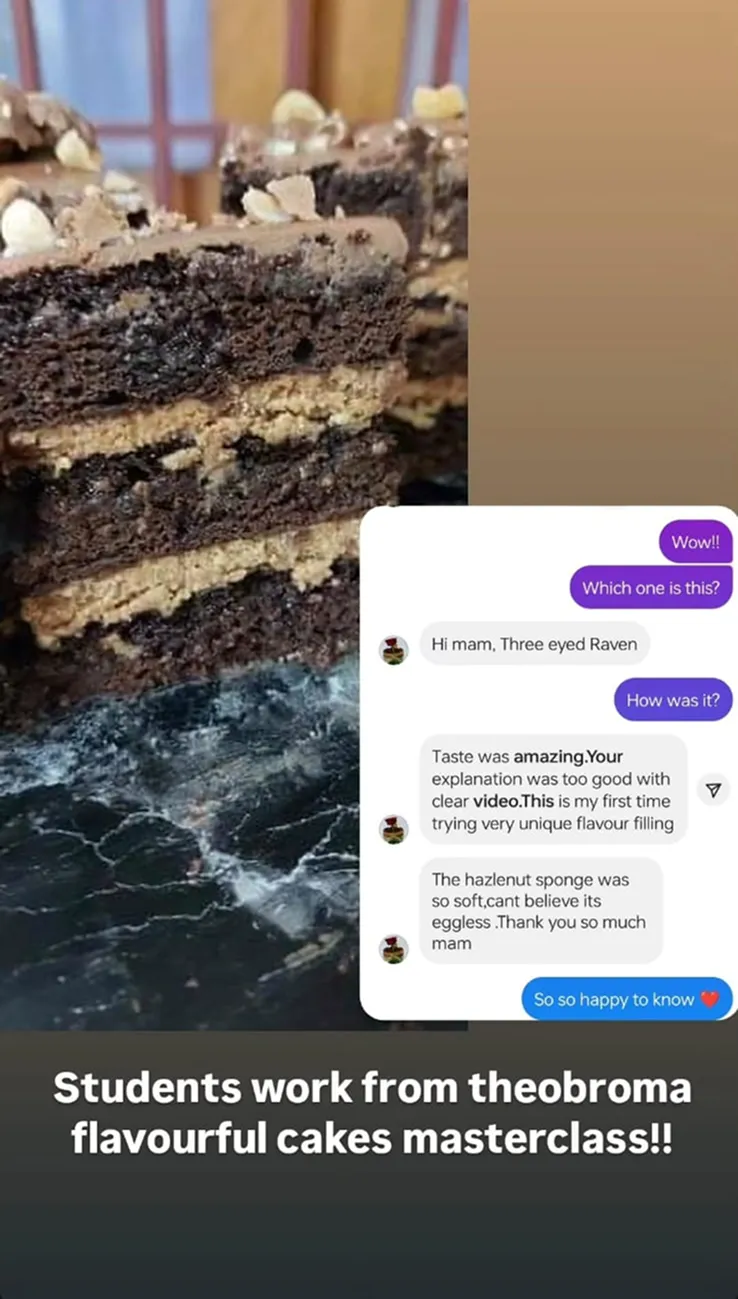 Wow!!
Which one is this?
Hi mam, Three eyed Raven
How was it?
Taste was amazing.Your
explanation was too good with
clear video.This is my first time
trying very unique flavour filling
The hazlenut sponge was
so soft,cant believe its
eggless .Thank you so much
mam
So so happy to know ❤️
Students work from theobroma
flavourful cakes masterclass!!